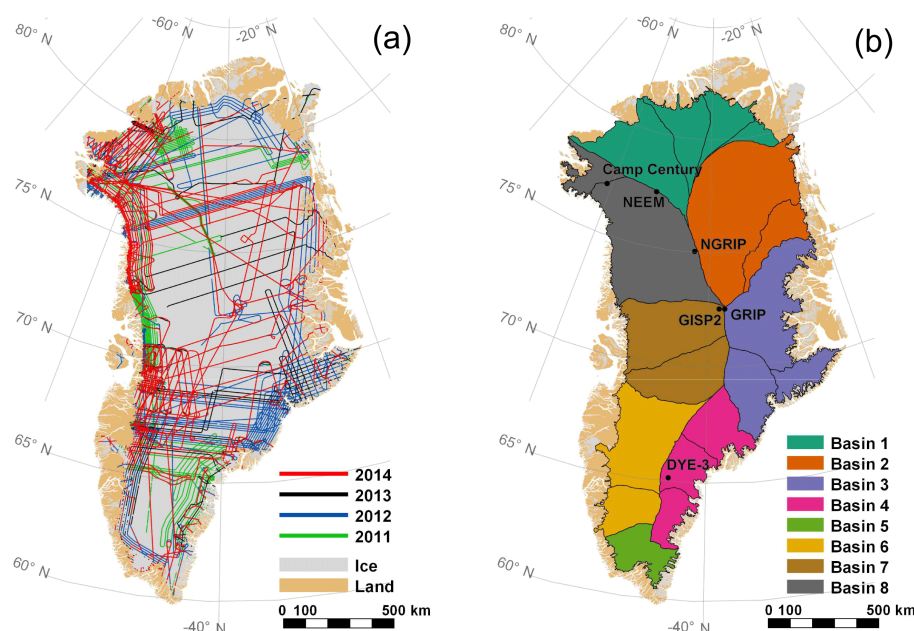 -60°
-20°
(a)
80° N
75° N
70° N
65° N
60° N
-40°
2014
2013
2012
2011
Ice
Land
0 100 500 km
-60°
-20°
(b)
80° N
75° N
70° N
65° N
60° N
-40°
Camp Century
NEEM
NGRIP
GISP2
GRIP
DYE-3
Basin 1
Basin 2
Basin 3
Basin 4
Basin 5
Basin 6
Basin 7
Basin 8
0 100 500 km